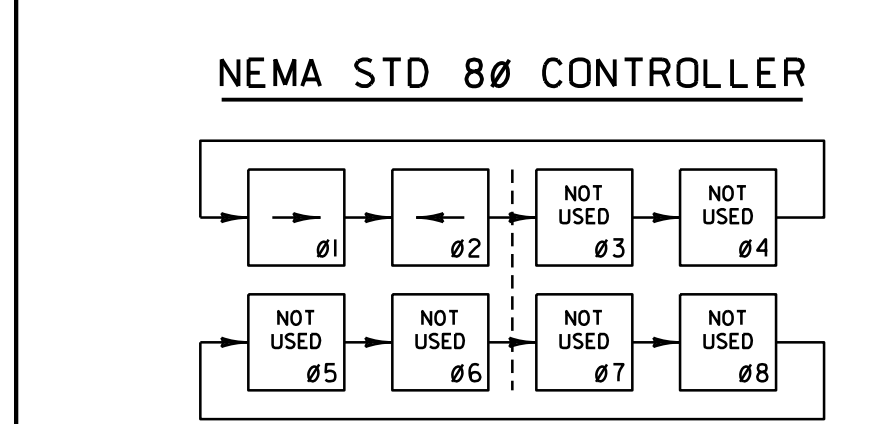 NEMA STD 8Ø CONTROLLER
Ø1
Ø2
NOT
USED
Ø3
NOT
USED
Ø4
NOT
USED
Ø5
NOT
USED
Ø6
NOT
USED
Ø7
NOT
USED
Ø8